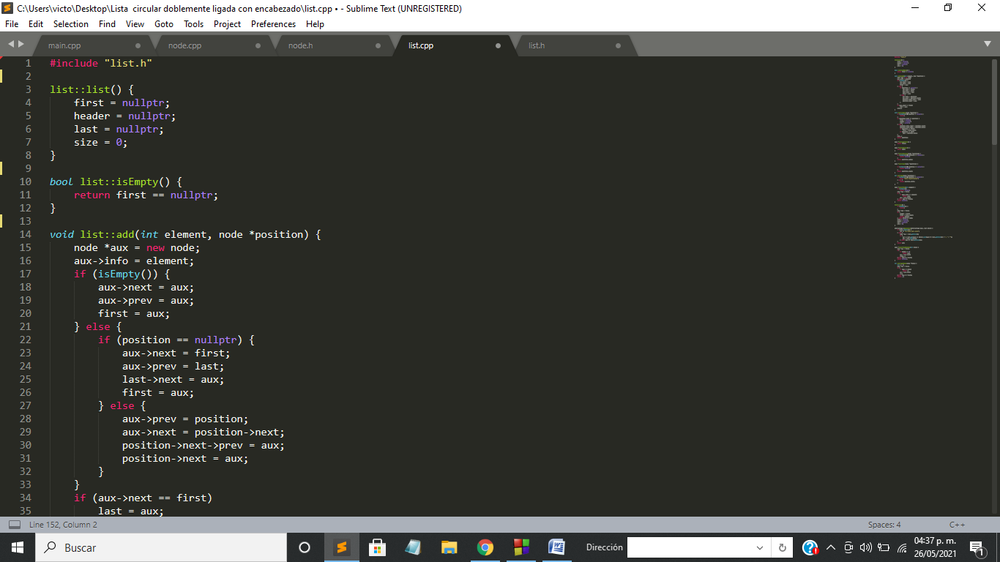 C:\Users\victo\Desktop\Lista  circular doblemente ligada con encabezado\list.cpp • - Sublime Text (UNREGISTERED)
File Edit Selection Find View Goto Tools Project Preferences Help
main.cpp node.cpp node.h list.cpp list.h
1 #include "list.h"
2
3 list::list() {
4     first = nullptr;
5     header = nullptr;
6     last = nullptr;
7     size = 0;
8 }
9
10 bool list::isEmpty() {
11     return first == nullptr;
12 }
13
14 void list::add(int element, node *position) {
15     node *aux = new node;
16     aux->info = element;
17     if (isEmpty()) {
18         aux->next = aux;
19         aux->prev = aux;
20         first = aux;
21     } else {
22         if (position == nullptr) {
23             aux->next = first;
24             aux->prev = last;
25             last->next = aux;
26             first = aux;
27         } else {
28             aux->prev = position;
29             aux->next = position->next;
30             position->next->prev = aux;
31             position->next = aux;
32         }
33     }
34     if (aux->next == first)
35         last = aux;
Line 152, Column 2 Spaces: 4 C++
Buscar Dirección 04:37 p. m.
26/05/2021 1